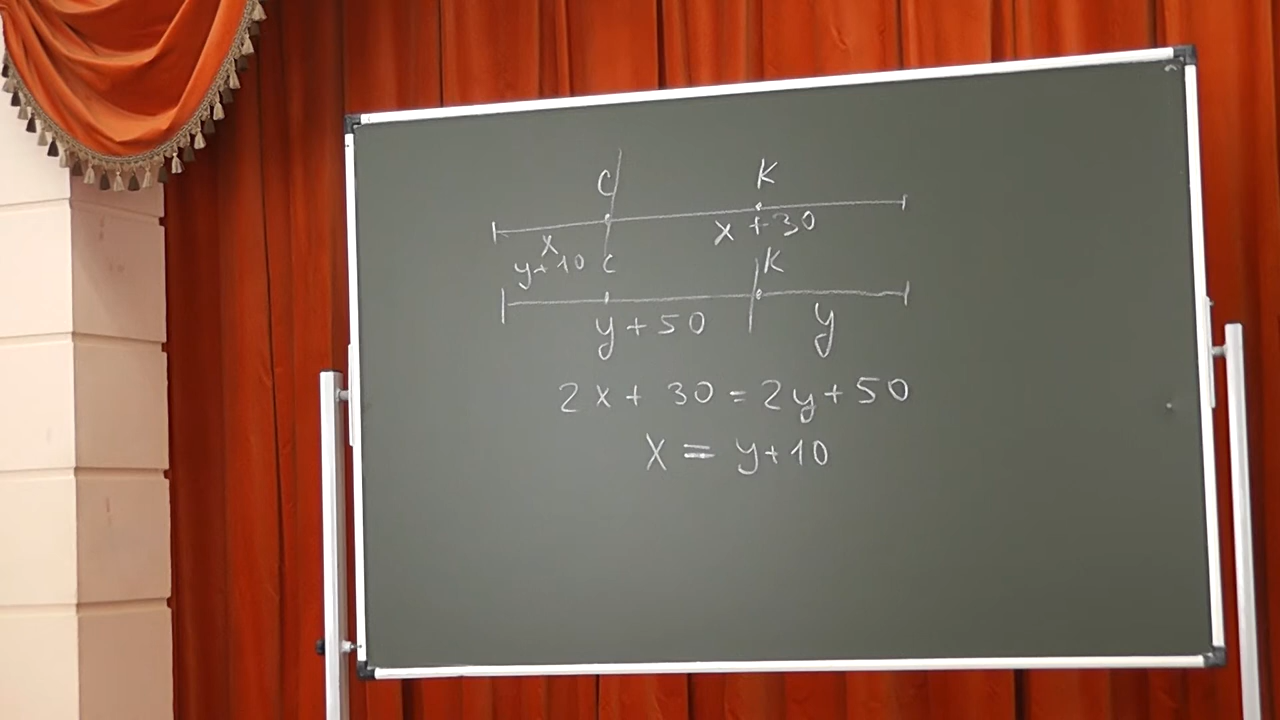 C K
x x + 30
y+10 c K
y + 50 y
2x + 30 = 2y + 50
x = y+10